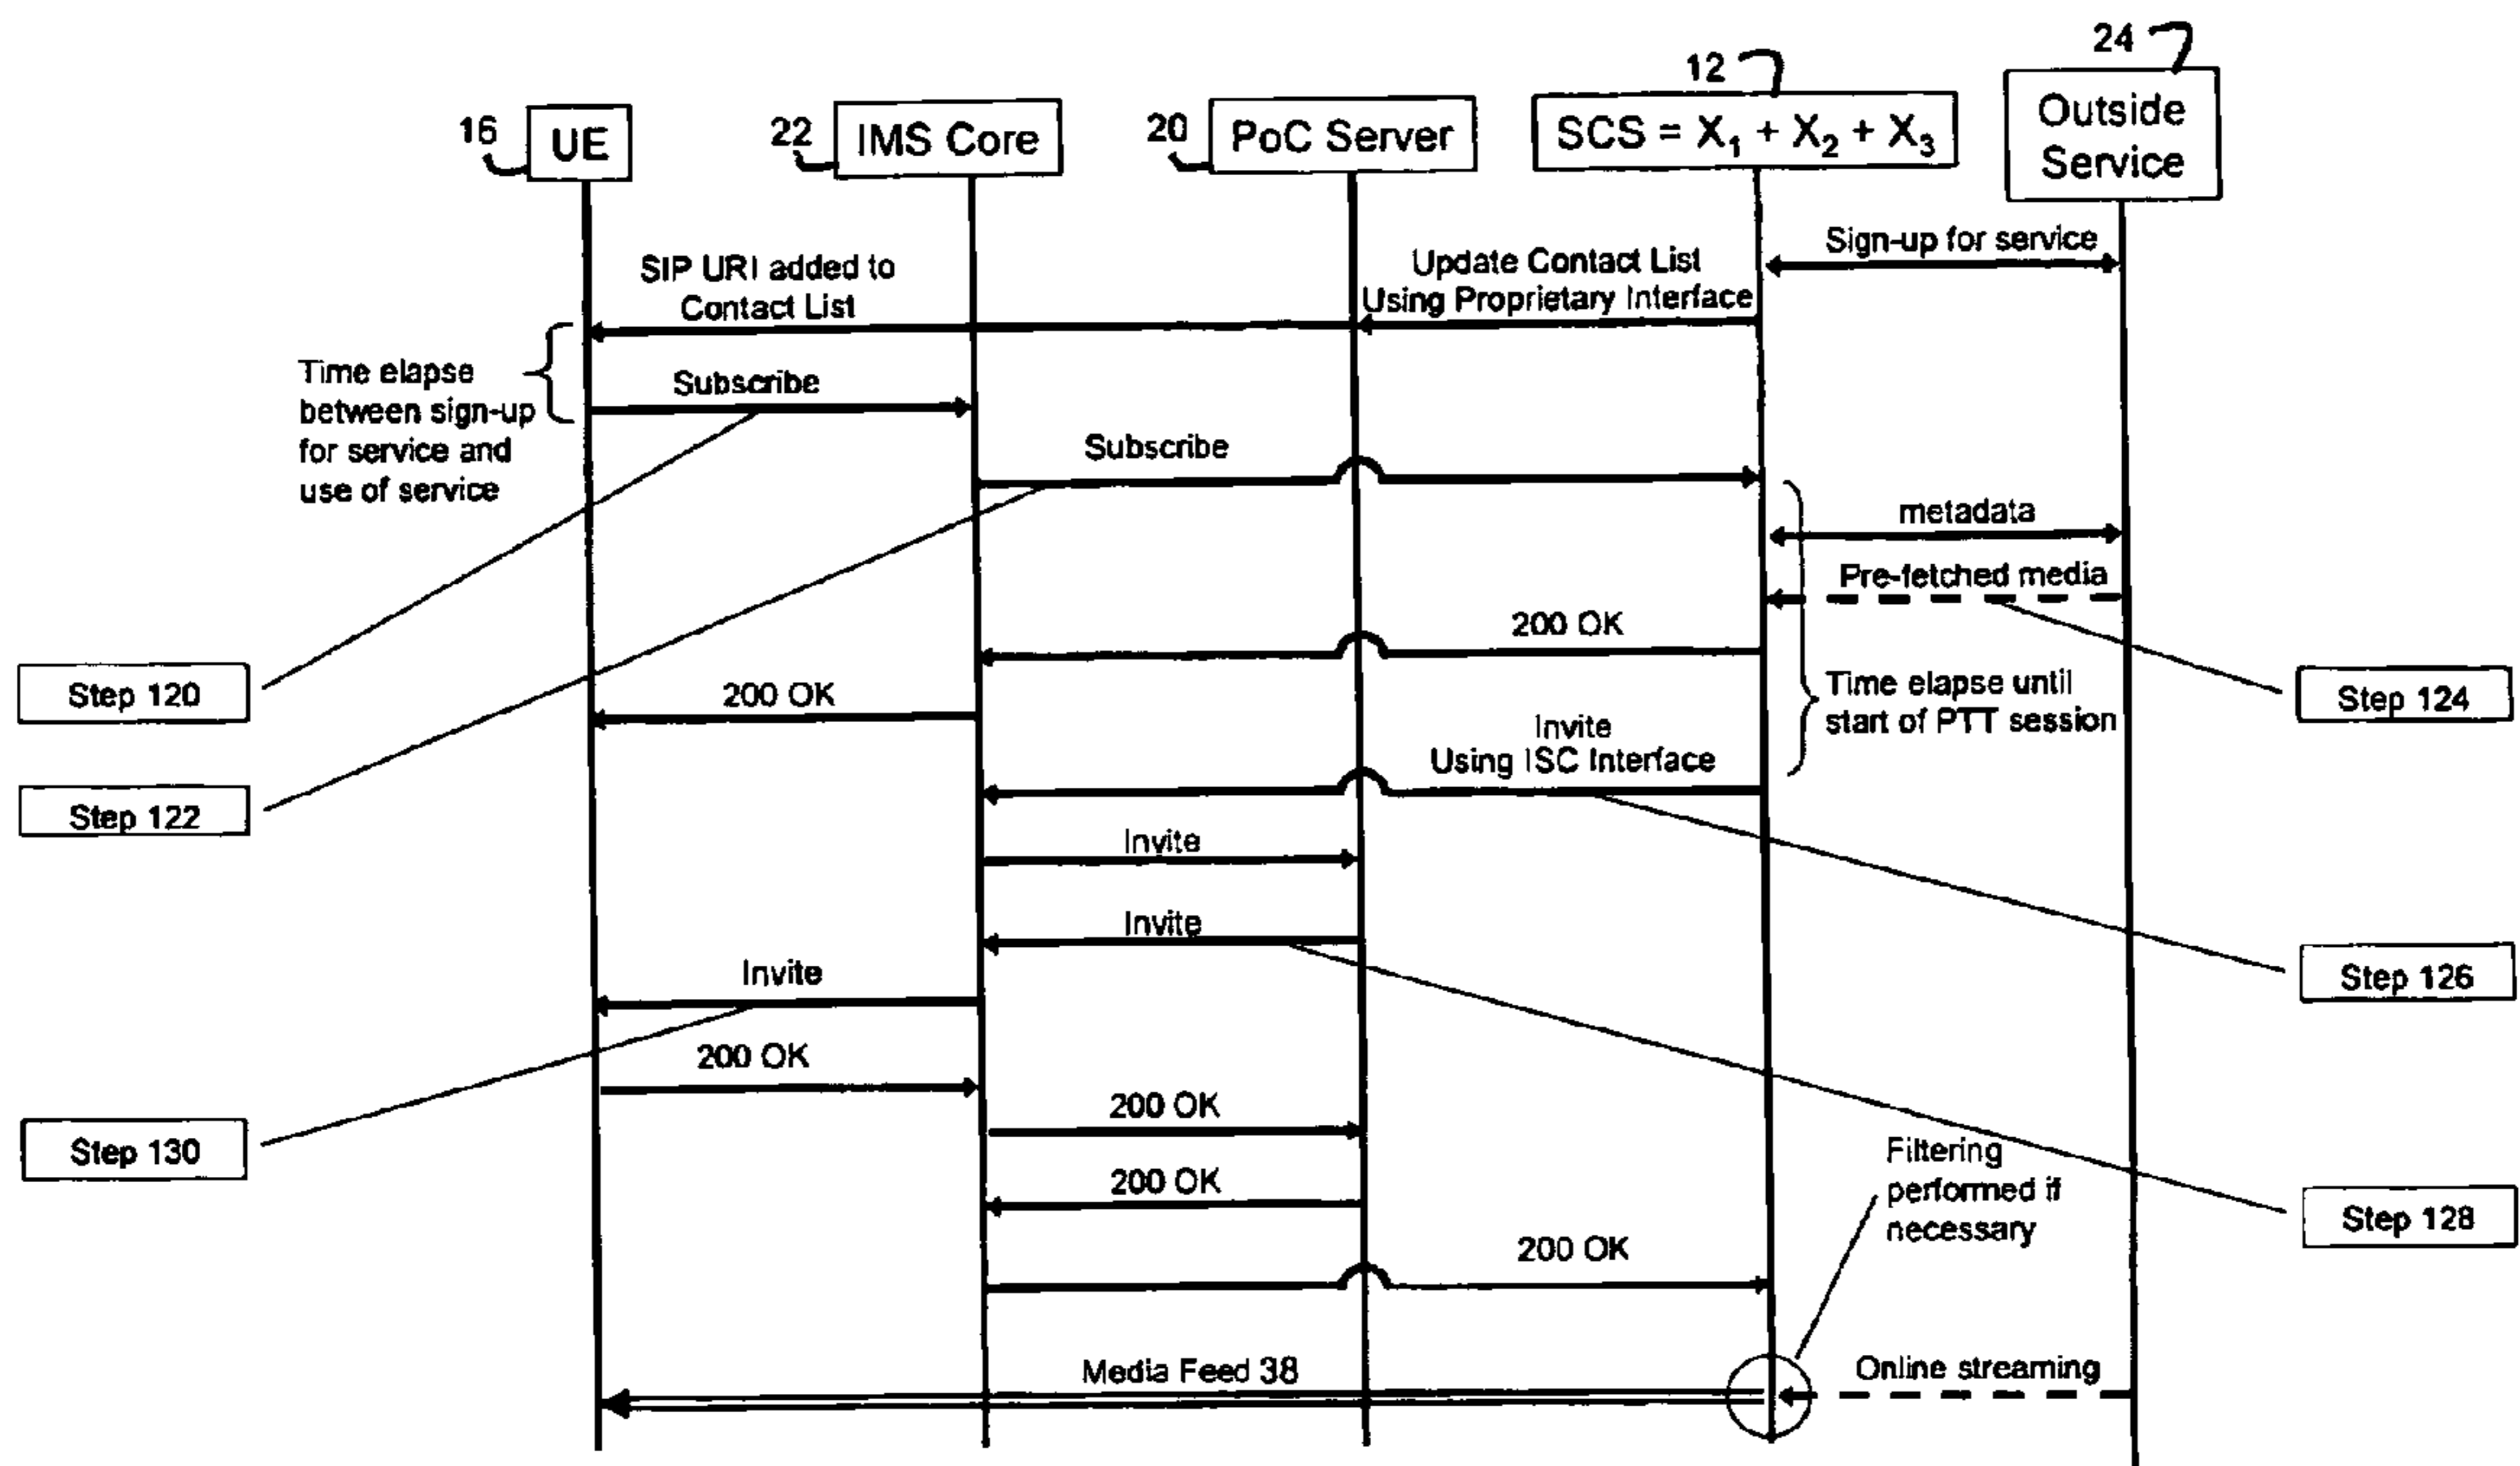 24
12
Outside
Service
16
UE
22
IMS Core
20
PoC Server
SCS = X1 + X2 + X3
Sign-up for service
SIP URI added to
Contact List
Update Contact List
Using Proprietary Interface
Time elapse
between sign-up
for service and
use of service
Subscribe
Subscribe
metadata
Pre-fetched media
200 OK
Step 120
200 OK
Time elapse until
start of PTT session
Step 124
Invite
Using ISC Interface
Step 122
Invite
Invite
Invite
Step 126
200 OK
200 OK
Step 130
200 OK
Filtering
performed if
necessary
Step 128
200 OK
Media Feed 38
Online streaming